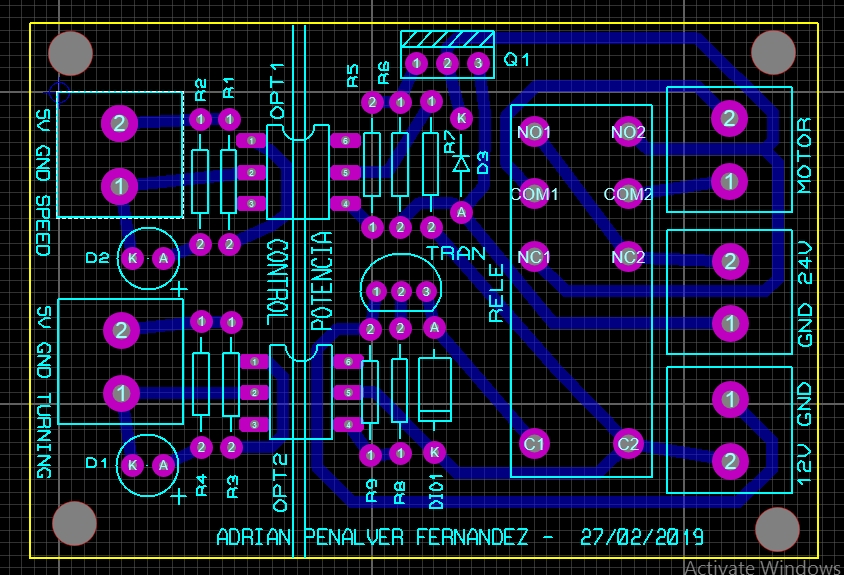 Q1
R2
R1
OPT1
R5
R6
1 2 3
5V GND SPEED
2
1
2
1
1
1
2
3
6
5
4
2 1 1
K
R7
D3
A
2 2
1 2 2
NO1
NO2
COM1
COM2
NC1
NC2
RELE
C1
C2
2
1
MOTOR
2
1
GND 24V
1
2
12V GND
D2
K A
+
CONTROL
POTENCIA
TRAN
1 2 3
5V GND TURNING
2
1
1 1
1
2
3
6
5
4
2 2 A
D1
K A
+
2 2
R4
R3
OPT2
1 1 K
R9
R8
DIO1
ADRIAN PENALVER FERNANDEZ - 27/02/2019
Activate Windows